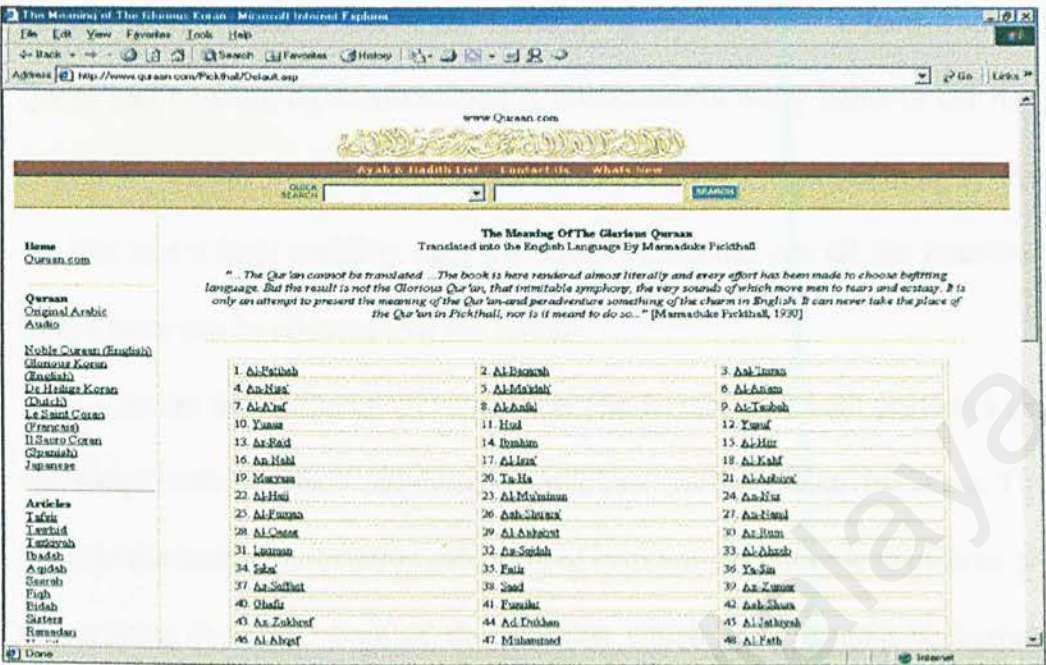 The Meaning of The Glorious Koran - Microsoft Internet Explorer
File Edit View Favorites Tools Help
Back Search Favorites History
Address http://www.quraan.com/Pickthall/Default.asp Go Links
www.Quraan.com
Ayah & Hadith List Contact Us Whats New
QUICK SEARCH SEARCH
Home
Quraan.com
Quraan
Original Arabic
Audio
Noble Quraan (English)
Glorious Koran
(English)
De Heilige Koran
(Dutch)
Le Saint Coran
(Francais)
Il Sacro Coran
(Spanish)
Japanese
Articles
Tafsir
Tawhid
Tazkiyah
Ibadah
Aqidah
Seerah
Fiqh
Bidah
Sisters
Ramadan
The Meaning Of The Glorious Quraan
Translated into the English Language By Marmaduke Pickthall
"... The Qur'an cannot be translated ...The book is here rendered almost literally and every effort has been made to choose befitting
language. But the result is not the Glorious Qur'an, that inimitable symphony, the very sounds of which move men to tears and ecstasy. It is
only an attempt to present the meaning of the Qur'an-and peradventure something of the charm in English. It can never take the place of
the Qur'an in Pickthall, nor is it meant to do so..." [Marmaduke Pickthall, 1930]
1. Al-Fatihah 2. Al-Baqarah 3. Aal-'Imran
4. An-Nisa' 5. Al-Ma'idah 6. Al-An'am
7. Al-A'raf 8. Al-Anfal 9. At-Taubah
10. Yunus 11. Hud 12. Yusuf
13. Ar-Ra'd 14. Ibrahim 15. Al-Hijr
16. An-Nahl 17. Al-Isra' 18. Al-Kahf
19. Maryam 20. Ta-Ha 21. Al-Anbiya'
22. Al-Hajj 23. Al-Mu'minun 24. An-Nur
25. Al-Furqan 26. Ash-Shu'ara' 27. An-Naml
28. Al-Qasas 29. Al-Ankabut 30. Ar-Rum
31. Luqman 32. As-Sajdah 33. Al-Ahzab
34. Saba' 35. Fatir 36. Ya-Sin
37. As-Saffat 38. Saad 39. Az-Zumar
40. Ghafir 41. Fussilat 42. Ash-Shura
43. Az-Zukhruf 44. Ad-Dukhan 45. Al-Jathiyah
46. Al-Ahqaf 47. Muhammad 48. Al-Fath
Done Internet